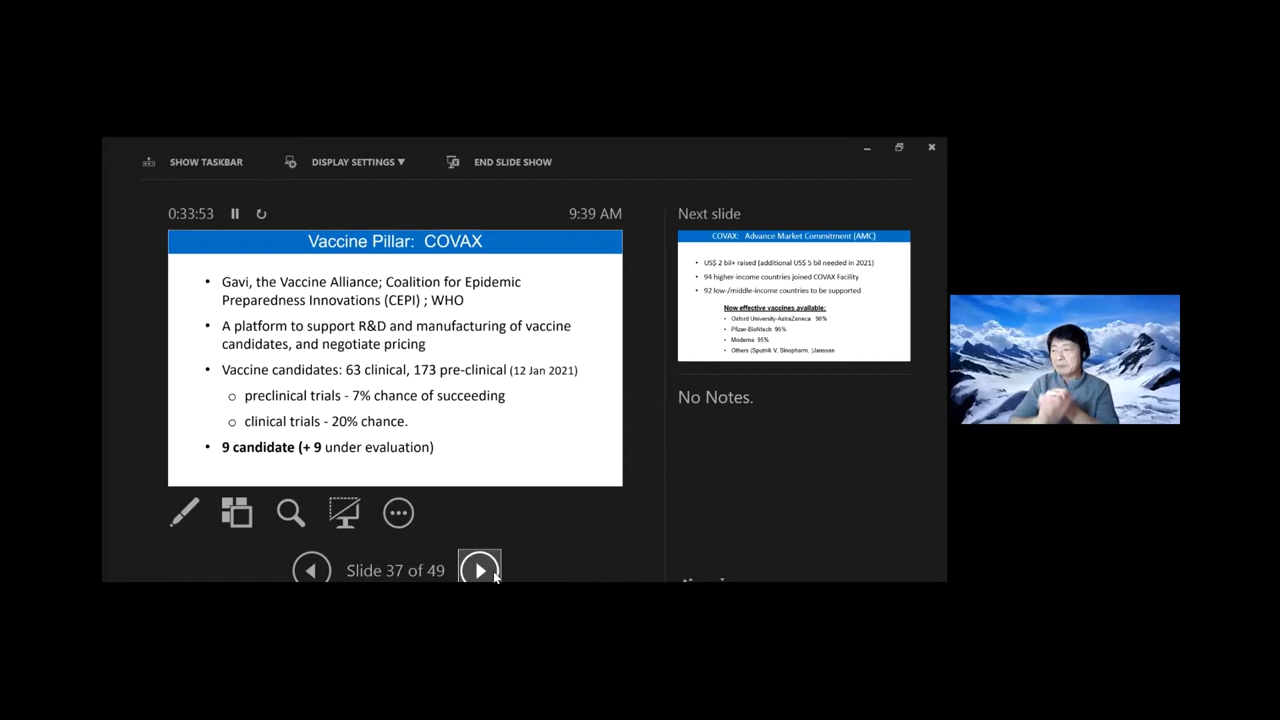 SHOW TASKBAR
DISPLAY SETTINGS ▼
END SLIDE SHOW
0:33:53
9:39 AM
Vaccine Pillar: COVAX
• Gavi, the Vaccine Alliance; Coalition for Epidemic
Preparedness Innovations (CEPI) ; WHO
• A platform to support R&D and manufacturing of vaccine
candidates, and negotiate pricing
• Vaccine candidates: 63 clinical, 173 pre-clinical (12 Jan 2021)
o preclinical trials - 7% chance of succeeding
o clinical trials - 20% chance.
• 9 candidate (+ 9 under evaluation)
Slide 37 of 49
Next slide
COVAX: Advance Market Commitment (AMC)
• US$ 2 bil+ raised (additional US$ 5 bil needed in 2021)
• 94 higher-income countries joined COVAX Facility
• 92 low-/middle-income countries to be supported
Now effective vaccines available:
• Oxford University-AstraZeneca 90%
• Pfizer-BioNtech 95%
• Moderna 95%
• Others (Sputnik V, Sinopharm, )Janssen
No Notes.